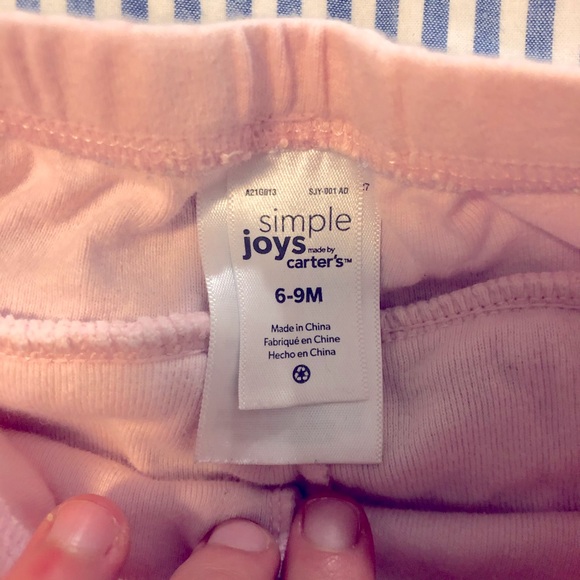 A21G013 SJY-001 AD
simple
joys made by
carter's™
6-9M
Made in China
Fabriqué en Chine
Hecho en China